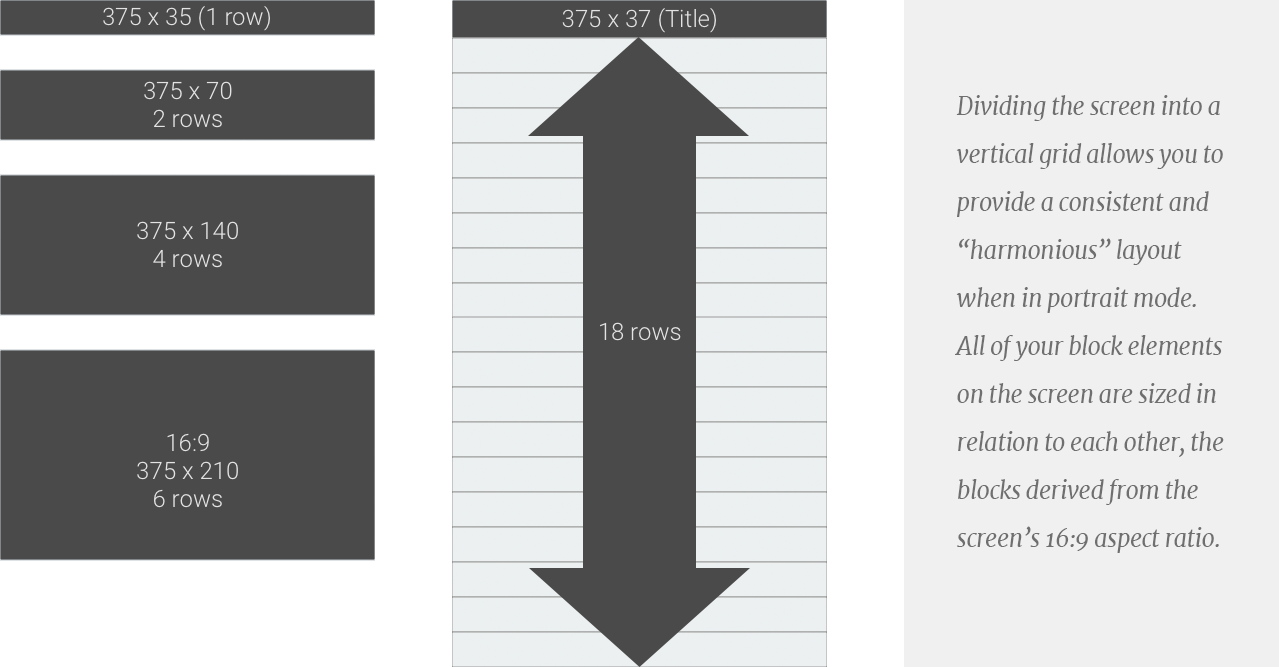 375 x 35 (1 row)
375 x 70
2 rows
375 x 140
4 rows
16:9
375 x 210
6 rows
375 x 37 (Title)
18 rows
Dividing the screen into a
vertical grid allows you to
provide a consistent and
“harmonious” layout
when in portrait mode.
All of your block elements
on the screen are sized in
relation to each other, the
blocks derived from the
screen’s 16:9 aspect ratio.